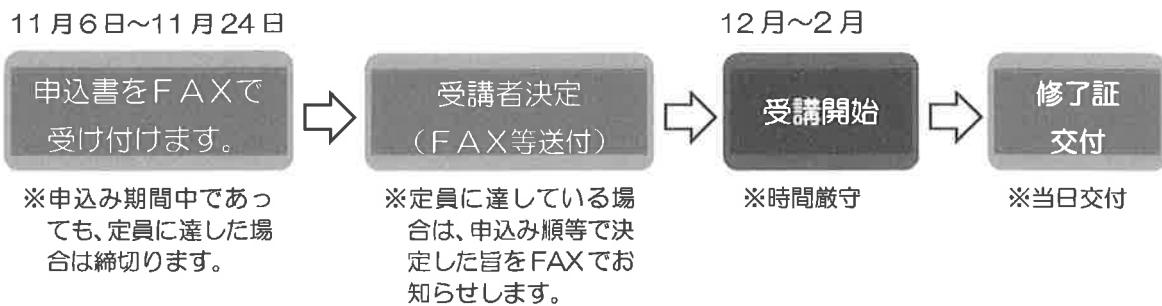 11月6日～11月24日
申込書をＦＡＸで
受け付けます。
※申込み期間中であっ
ても、定員に達した場
合は締切ります。
受講者決定
（ＦＡＸ等送付）
※定員に達している場
合は、申込み順等で決
定した旨をFAXでお
知らせします。
12月～2月
受講開始
※時間厳守
修了証
交付
※当日交付